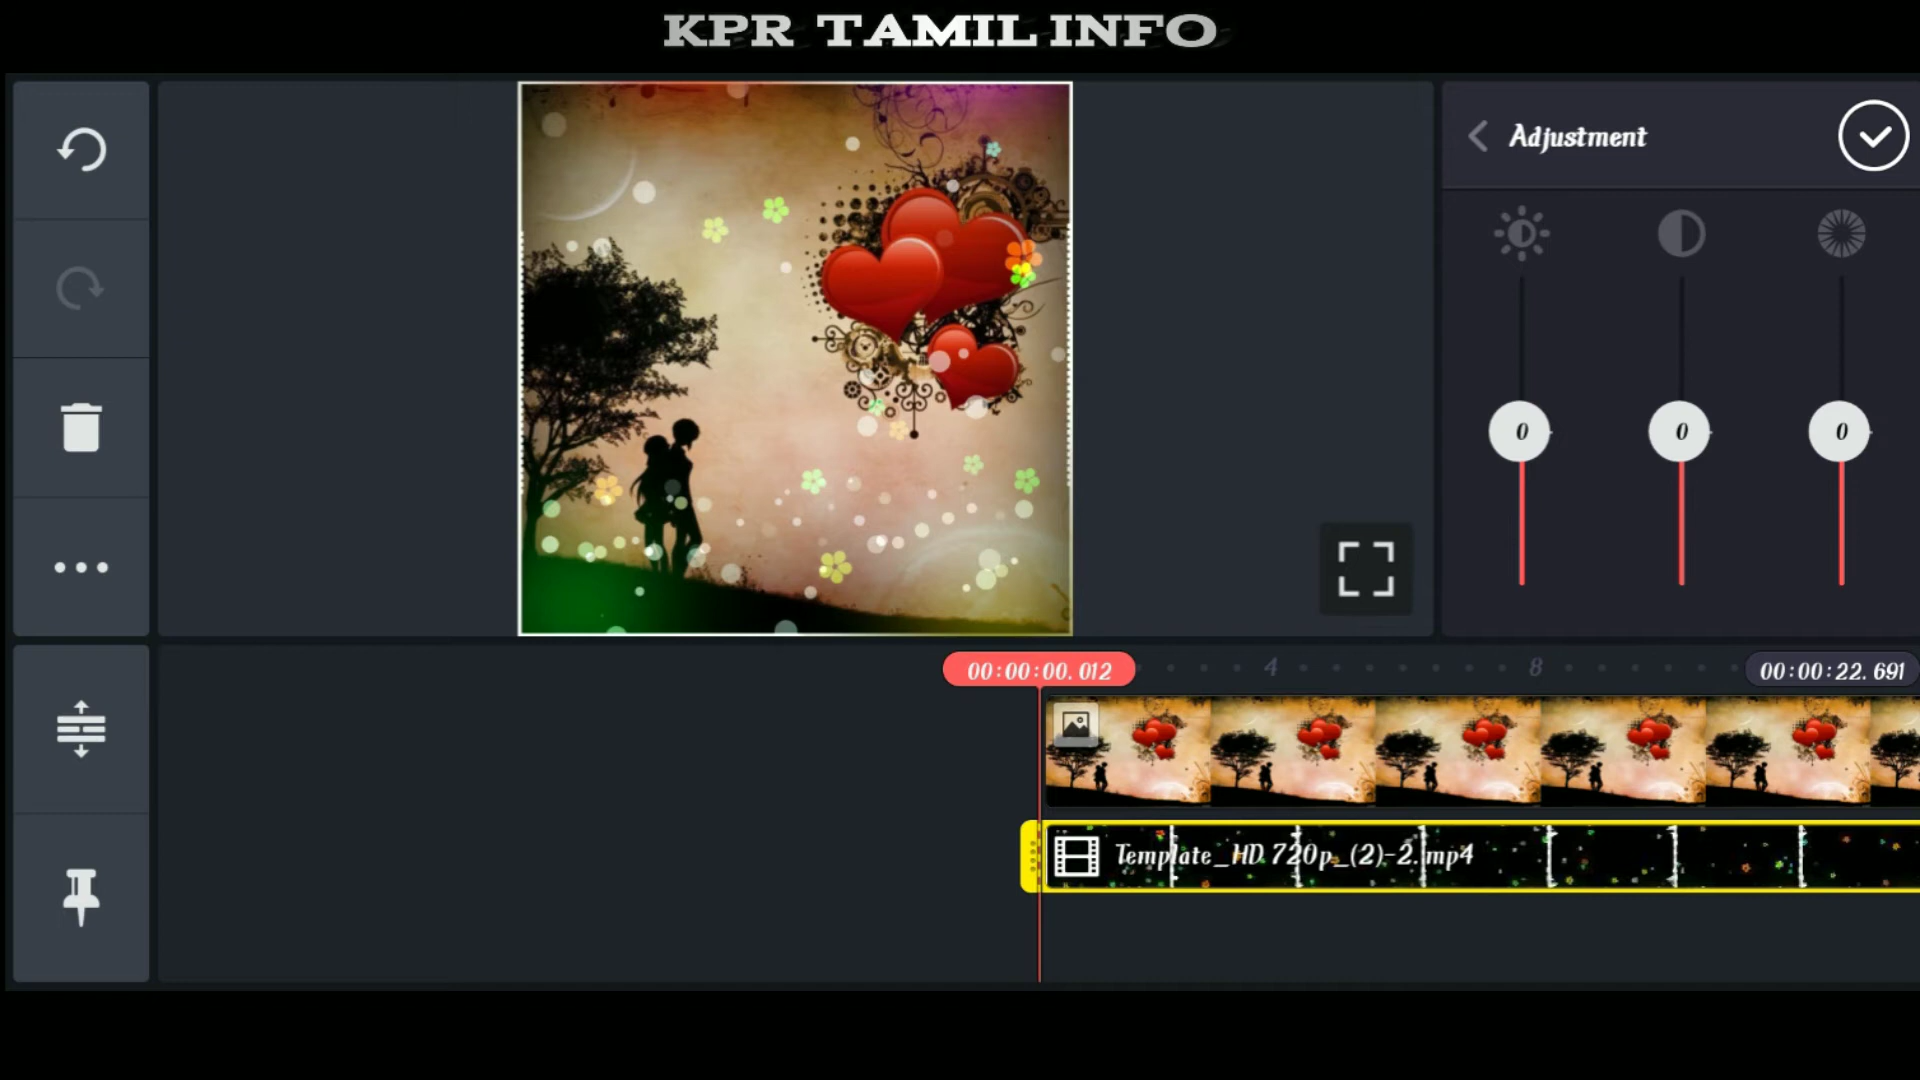 KPR TAMIL INFO
Adjustment
0 0 0
00:00:00.012 4 8 00:00:22.691
Template_HD 720p_(2)-2.mp4